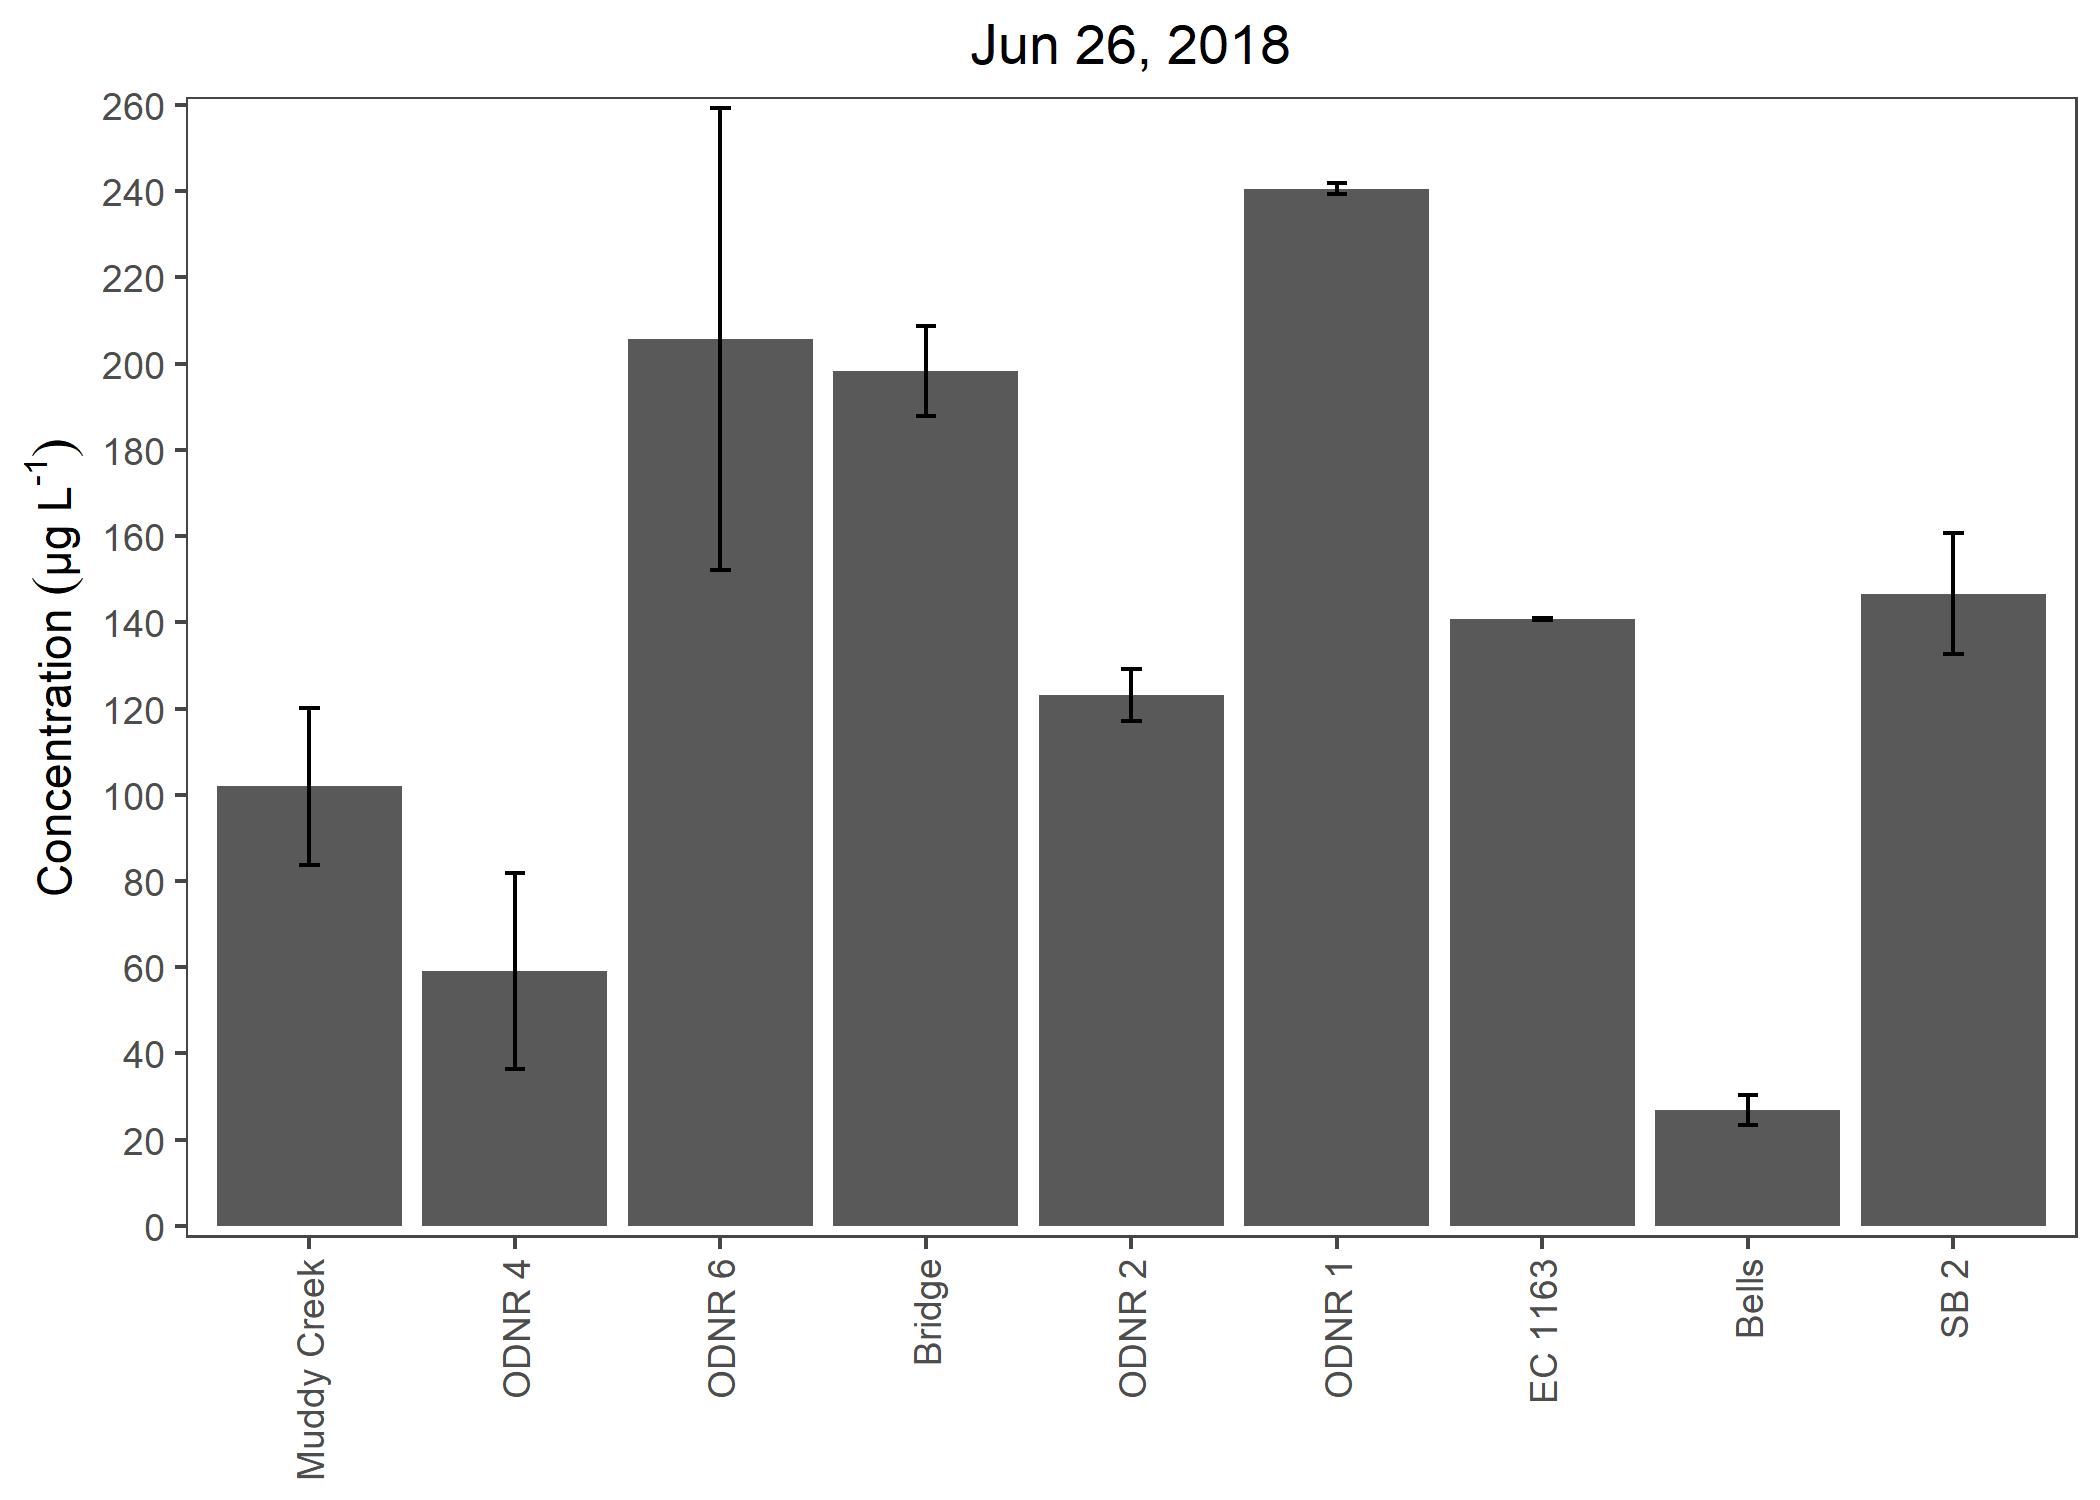 Jun 26, 2018
Concentration (µg L⁻¹)
260
240
220
200
180
160
140
120
100
80
60
40
20
0
Muddy Creek
ODNR 4
ODNR 6
Bridge
ODNR 2
ODNR 1
EC 1163
Bells
SB 2